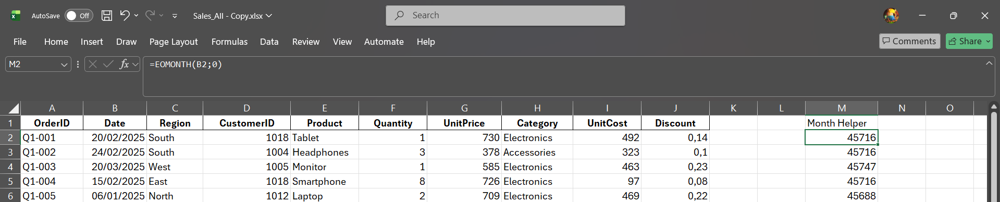 AutoSave Off Sales_All - Copy.xlsx Search
File Home Insert Draw Page Layout Formulas Data Review View Automate Help Comments Share
M2 fx =EOMONTH(B2;0)
A B C D E F G H I J K L M N O
1 OrderID Date Region CustomerID Product Quantity UnitPrice Category UnitCost Discount Month Helper
2 Q1-001 20/02/2025 South 1018 Tablet 1 730 Electronics 492 0,14 45716
3 Q1-002 24/02/2025 South 1004 Headphones 3 378 Accessories 323 0,1 45716
4 Q1-003 20/03/2025 West 1005 Monitor 1 585 Electronics 463 0,23 45747
5 Q1-004 15/02/2025 East 1018 Smartphone 8 726 Electronics 97 0,08 45716
6 Q1-005 06/01/2025 North 1012 Laptop 2 709 Electronics 469 0,22 45688